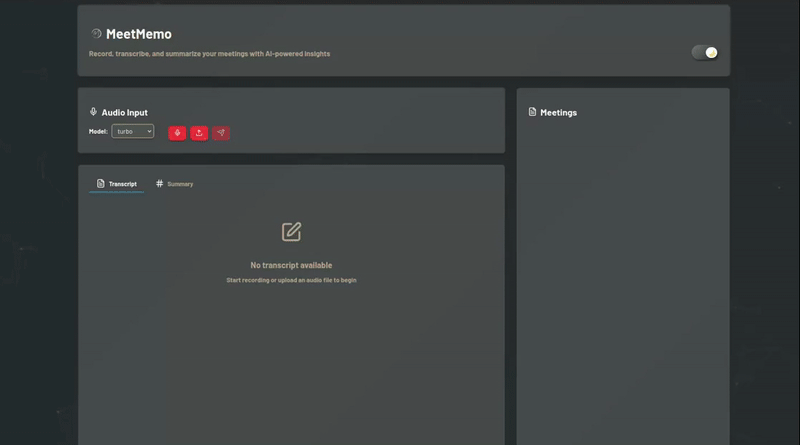 MeetMemo
Record, transcribe, and summarize your meetings with AI-powered insights
Audio Input
Model: turbo
Meetings
Transcript
Summary
No transcript available
Start recording or upload an audio file to begin